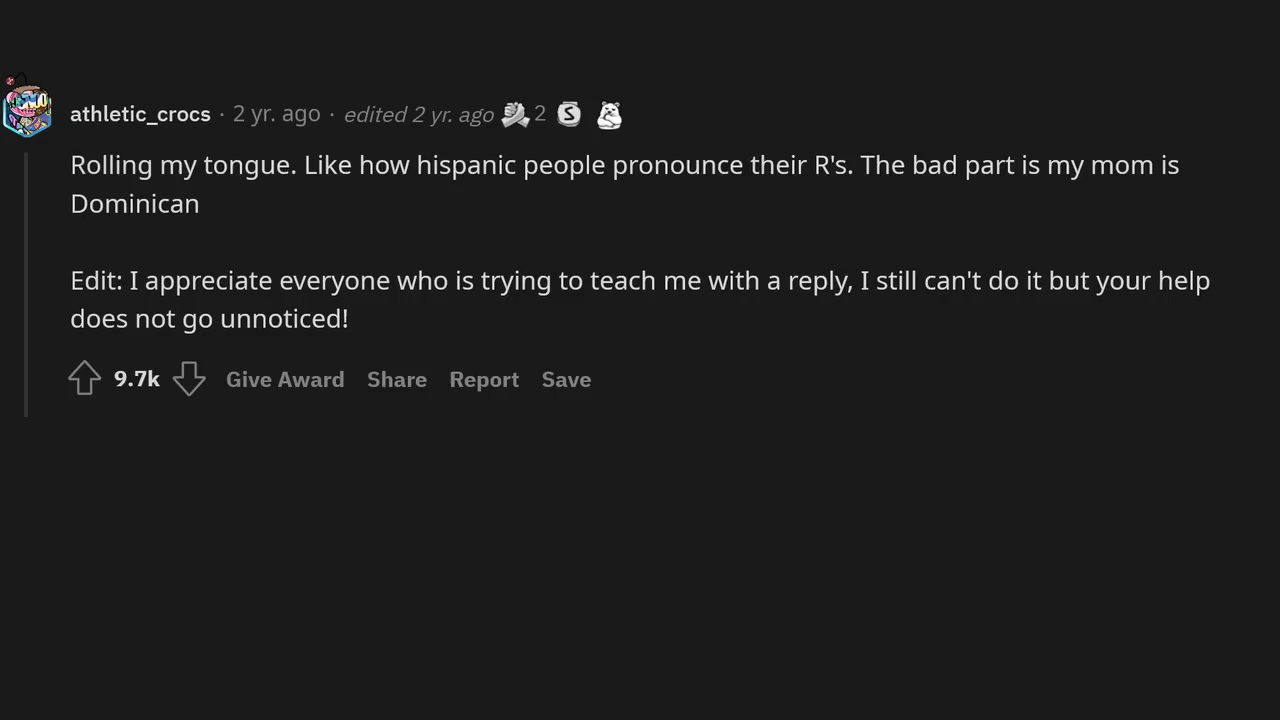 athletic_crocs · 2 yr. ago · edited 2 yr. ago 2 S
Rolling my tongue. Like how hispanic people pronounce their R's. The bad part is my mom is
Dominican
Edit: I appreciate everyone who is trying to teach me with a reply, I still can't do it but your help
does not go unnoticed!
9.7k Give Award Share Report Save